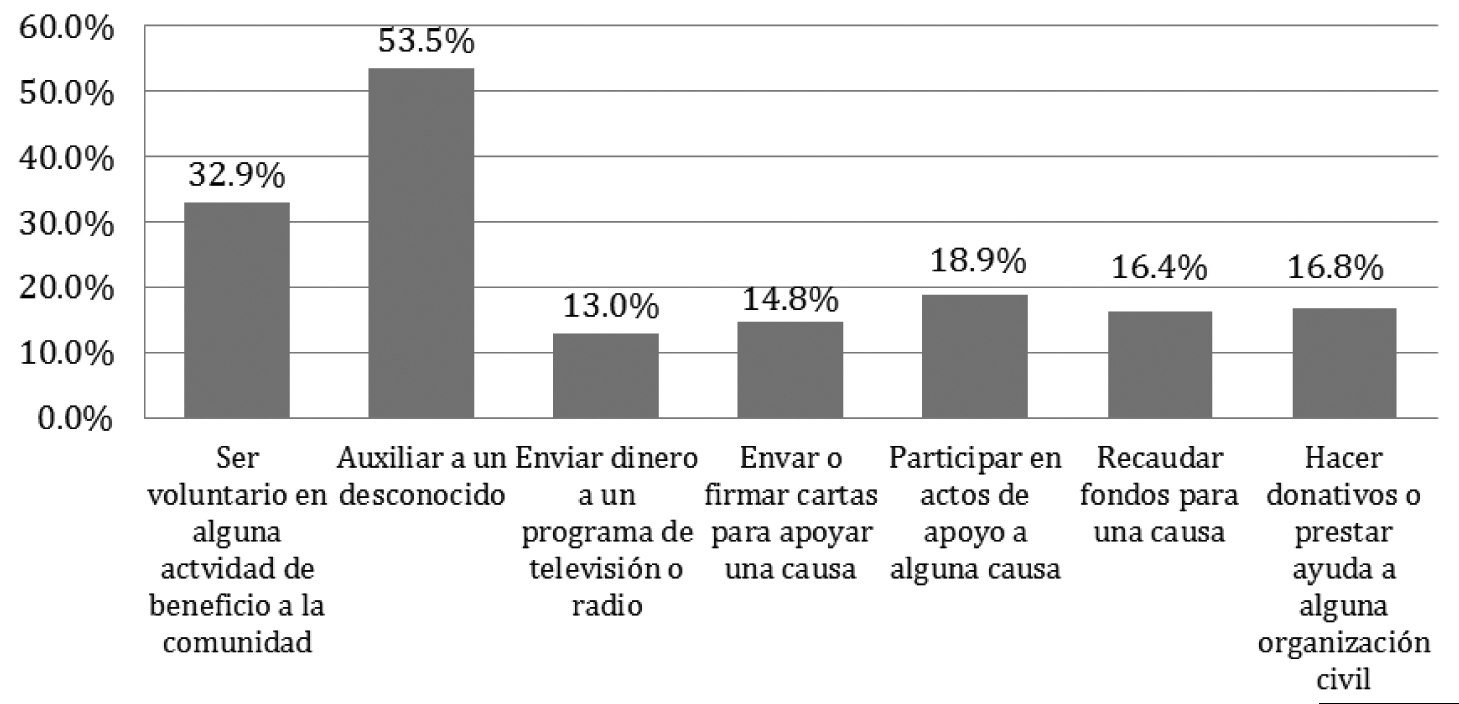 60.0%
50.0%
40.0%
30.0%
20.0%
10.0%
0.0%
32.9%
53.5%
13.0%
14.8%
18.9%
16.4%
16.8%
Ser
voluntario en
alguna
actvidad de
beneficio a la
comunidad
Auxiliar a un
desconocido
Enviar dinero
a un
programa de
televisión o
radio
Envar o
firmar cartas
para apoyar
una causa
Participar en
actos de
apoyo a
alguna causa
Recaudar
fondos para
una causa
Hacer
donativos o
prestar
ayuda a
alguna
organización
civil